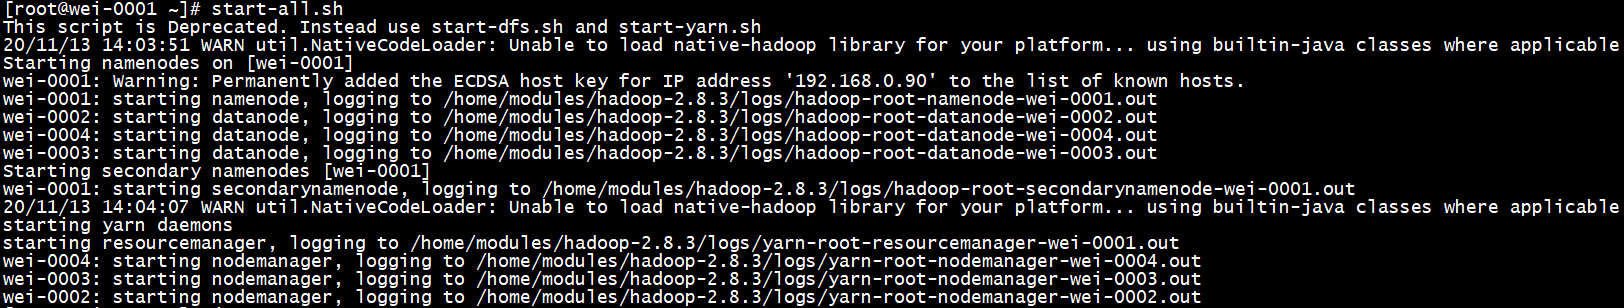 [root@wei-0001 ~]# start-all.sh
This script is Deprecated. Instead use start-dfs.sh and start-yarn.sh
20/11/13 14:03:51 WARN util.NativeCodeLoader: Unable to load native-hadoop library for your platform... using builtin-java classes where applicable
Starting namenodes on [wei-0001]
wei-0001: Warning: Permanently added the ECDSA host key for IP address '192.168.0.90' to the list of known hosts.
wei-0001: starting namenode, logging to /home/modules/hadoop-2.8.3/logs/hadoop-root-namenode-wei-0001.out
wei-0002: starting datanode, logging to /home/modules/hadoop-2.8.3/logs/hadoop-root-datanode-wei-0002.out
wei-0004: starting datanode, logging to /home/modules/hadoop-2.8.3/logs/hadoop-root-datanode-wei-0004.out
wei-0003: starting datanode, logging to /home/modules/hadoop-2.8.3/logs/hadoop-root-datanode-wei-0003.out
Starting secondary namenodes [wei-0001]
wei-0001: starting secondarynamenode, logging to /home/modules/hadoop-2.8.3/logs/hadoop-root-secondarynamenode-wei-0001.out
20/11/13 14:04:07 WARN util.NativeCodeLoader: Unable to load native-hadoop library for your platform... using builtin-java classes where applicable
starting yarn daemons
starting resourcemanager, logging to /home/modules/hadoop-2.8.3/logs/yarn-root-resourcemanager-wei-0001.out
wei-0004: starting nodemanager, logging to /home/modules/hadoop-2.8.3/logs/yarn-root-nodemanager-wei-0004.out
wei-0003: starting nodemanager, logging to /home/modules/hadoop-2.8.3/logs/yarn-root-nodemanager-wei-0003.out
wei-0002: starting nodemanager, logging to /home/modules/hadoop-2.8.3/logs/yarn-root-nodemanager-wei-0002.out